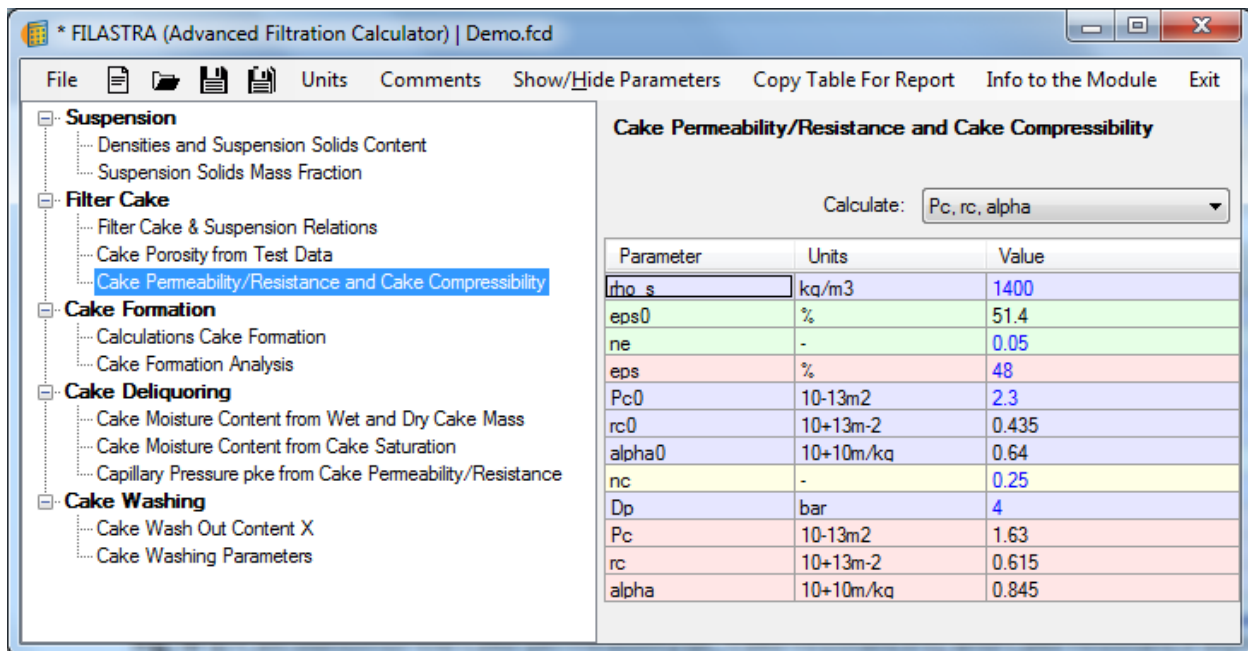 * FILASTRA (Advanced Filtration Calculator) | Demo.fcd
File Units Comments Show/Hide Parameters Copy Table For Report Info to the Module Exit
Suspension
Densities and Suspension Solids Content
Suspension Solids Mass Fraction
Filter Cake
Filter Cake & Suspension Relations
Cake Porosity from Test Data
Cake Permeability/Resistance and Cake Compressibility
Cake Formation
Calculations Cake Formation
Cake Formation Analysis
Cake Deliquoring
Cake Moisture Content from Wet and Dry Cake Mass
Cake Moisture Content from Cake Saturation
Capillary Pressure pke from Cake Permeability/Resistance
Cake Washing
Cake Wash Out Content X
Cake Washing Parameters
Cake Permeability/Resistance and Cake Compressibility
Calculate: Pc, rc, alpha
Parameter Units Value
rho_s kg/m3 1400
eps0 % 51.4
ne - 0.05
eps % 48
Pc0 10-13m2 2.3
rc0 10+13m-2 0.435
alpha0 10+10m/kg 0.64
nc - 0.25
Dp bar 4
Pc 10-13m2 1.63
rc 10+13m-2 0.615
alpha 10+10m/kg 0.845